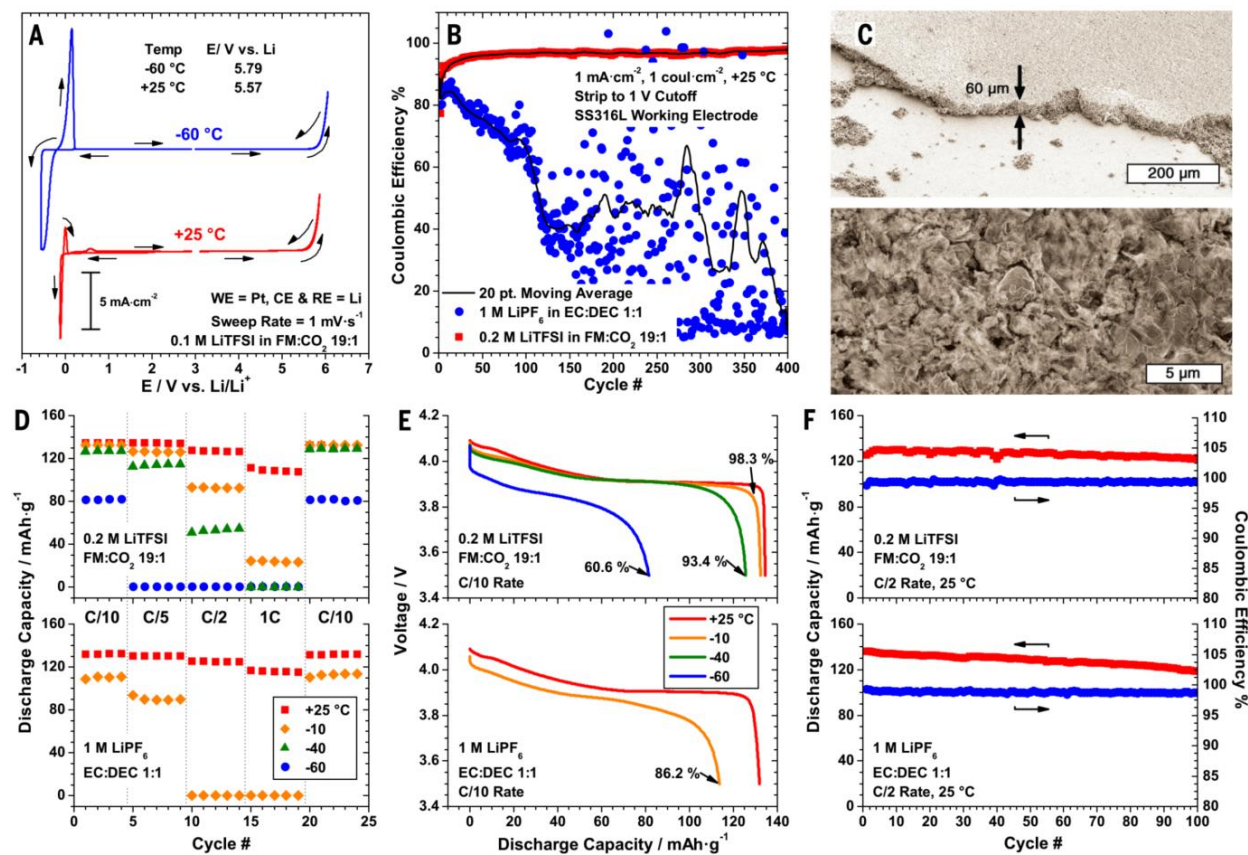 A
Temp E/ V vs. Li
-60 °C 5.79
+25 °C 5.57
-60 °C
+25 °C
5 mA·cm⁻²
WE = Pt, CE & RE = Li
Sweep Rate = 1 mV·s⁻¹
0.1 M LiTFSI in FM:CO₂ 19:1
-1 0 1 2 3 4 5 6 7
E / V vs. Li/Li⁺
B
Coulombic Efficiency %
100
80
60
40
20
0
1 mA·cm⁻², 1 coul·cm⁻², +25 °C
Strip to 1 V Cutoff
SS316L Working Electrode
20 pt. Moving Average
1 M LiPF₆ in EC:DEC 1:1
0.2 M LiTFSI in FM:CO₂ 19:1
0 50 100 150 200 250 300 350 400
Cycle #
C
60 µm
200 µm
5 µm
D
Discharge Capacity / mAh·g⁻¹
160
120
80
40
0
0.2 M LiTFSI
FM:CO₂ 19:1
C/10 C/5 C/2 1C C/10
160
120
80
40
0
+25 °C
-10
-40
-60
1 M LiPF₆
EC:DEC 1:1
0 5 10 15 20 25
Cycle #
E
Voltage / V
4.2
4.0
3.8
3.6
3.4
98.3 %
60.6 %
93.4 %
0.2 M LiTFSI
FM:CO₂ 19:1
C/10 Rate
4.2
4.0
3.8
3.6
3.4
+25 °C
-10
-40
-60
86.2 %
1 M LiPF₆
EC:DEC 1:1
C/10 Rate
0 20 40 60 80 100 120 140
Discharge Capacity / mAh·g⁻¹
F
Discharge Capacity / mAh·g⁻¹
160
120
80
40
0
110
105
100
95
90
85
80
Coulombic Efficiency %
0.2 M LiTFSI
FM:CO₂ 19:1
C/2 Rate, 25 °C
160
120
80
40
0
110
105
100
95
90
85
80
1 M LiPF₆
EC:DEC 1:1
C/2 Rate, 25 °C
0 20 40 60 80 100
Cycle #